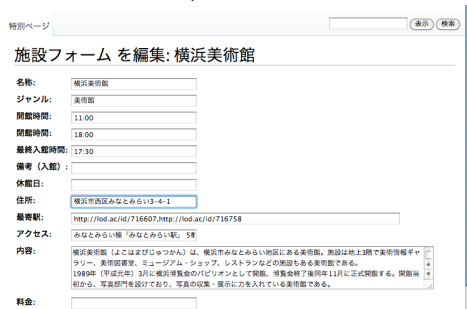 特別ページ
表示 検索
施設フォーム を編集: 横浜美術館
名称: 横浜美術館
ジャンル: 美術館
開館時間: 11:00
閉館時間: 18:00
最終入館時間: 17:30
備考（入館）:
休館日:
住所: 横浜市西区みなとみらい3-4-1
最寄駅: http://lod.ac/id/716607,http://lod.ac/id/716758
アクセス: みなとみらい線「みなとみらい駅」5
内容: 横浜美術館（よこはまびじゅつかん）は、横浜市みなとみらい地区にある美術館。施設は地上3階で美術情報ギャ
ラリー、美術図書室、ミュージアム・ショップ、レストランなどの施設もある美術館である。
1989年（平成元年）3月に横浜博覧会のパビリオンとして開館、博覧会終了後同年11月に正式開館する。開館当
初から、写真部門を設けており、写真の収集・展示に力を入れている美術館である。
料金: